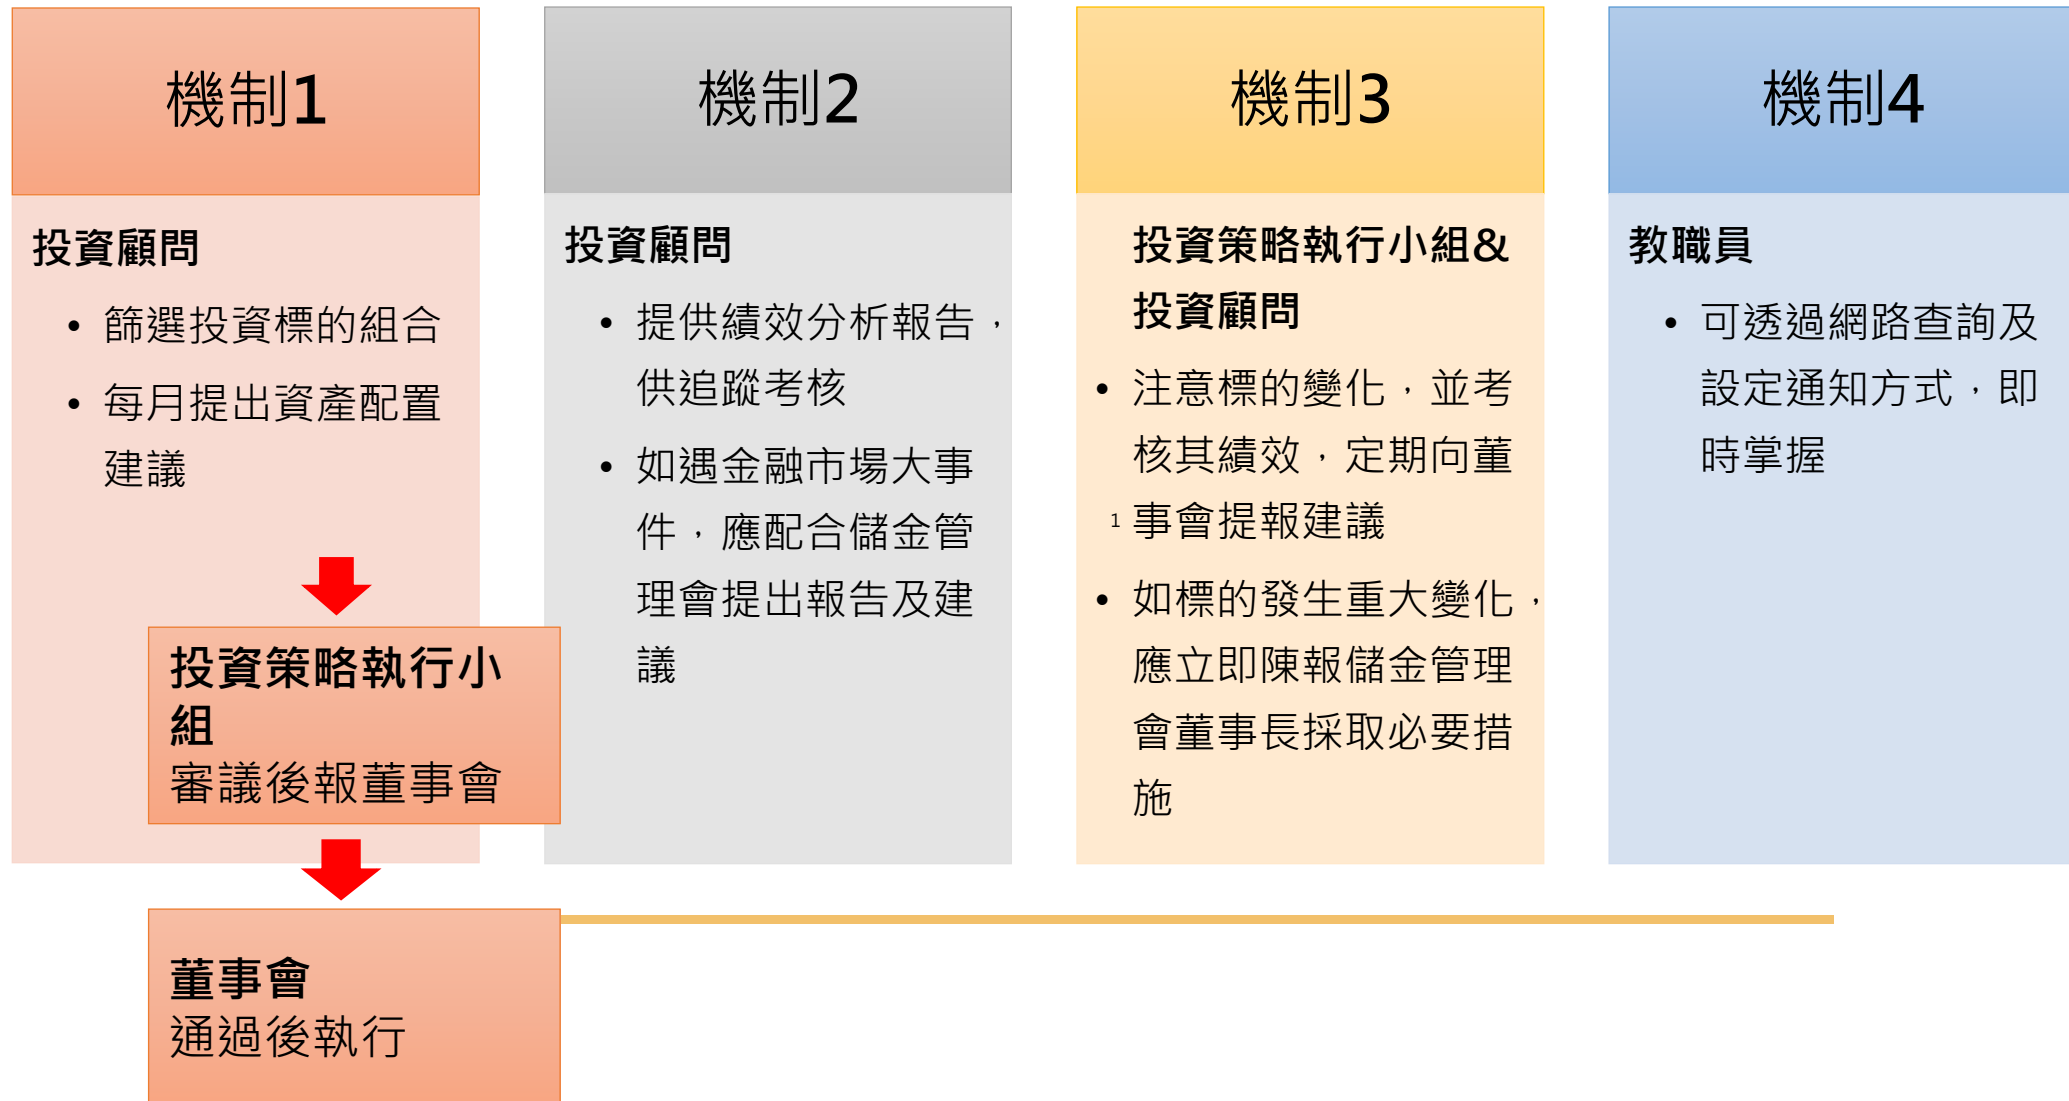 機制1
投資顧問
• 篩選投資標的組合
• 每月提出資產配置
建議
投資策略執行小
組
審議後報董事會
董事會
通過後執行
機制2
投資顧問
• 提供績效分析報告，
供追蹤考核
• 如遇金融市場大事
件，應配合儲金管
理會提出報告及建
議
機制3
投資策略執行小組&
投資顧問
• 注意標的變化，並考
核其績效，定期向董
1 事會提報建議
• 如標的發生重大變化，
應立即陳報儲金管理
會董事長採取必要措
施
機制4
教職員
• 可透過網路查詢及
設定通知方式，即
時掌握